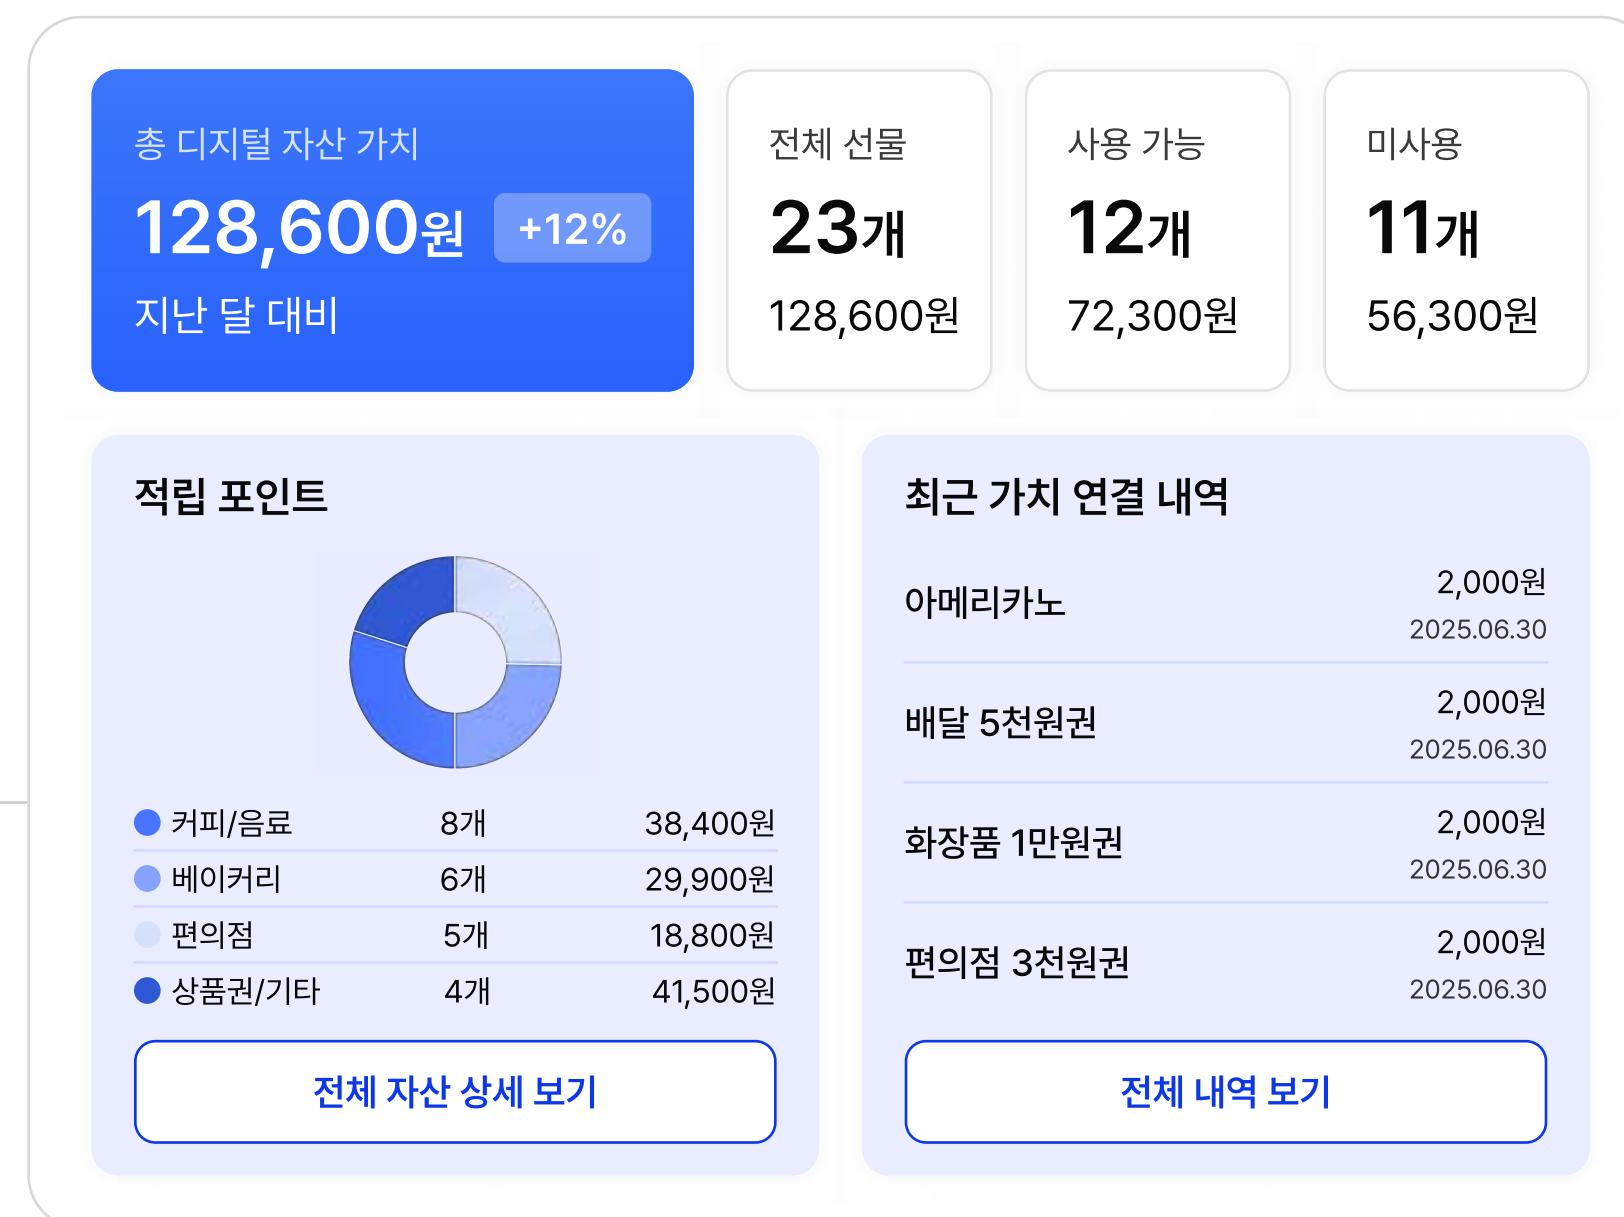 총 디지털 자산 가치
128,600원 +12%
지난 달 대비
전체 선물
23개
128,600원
사용 가능
12개
72,300원
미사용
11개
56,300원
적립 포인트
커피/음료 8개 38,400원
베이커리 6개 29,900원
편의점 5개 18,800원
상품권/기타 4개 41,500원
전체 자산 상세 보기
최근 가치 연결 내역
아메리카노 2,000원
2025.06.30
배달 5천원권 2,000원
2025.06.30
화장품 1만원권 2,000원
2025.06.30
편의점 3천원권 2,000원
2025.06.30
전체 내역 보기